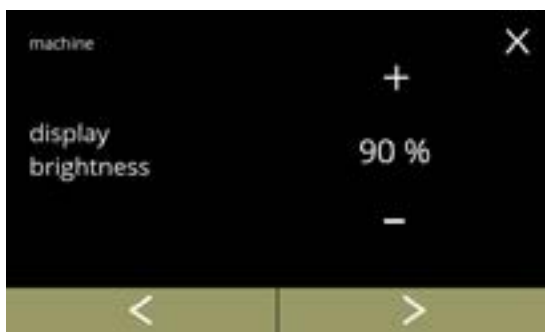 machine
X
+
display
brightness
90 %
-
< >